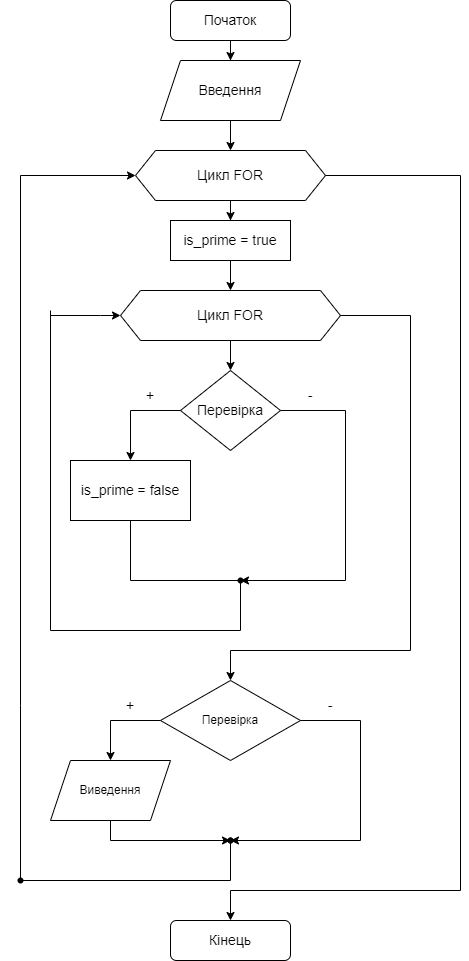 Початок
Введення
Цикл FOR
is_prime = true
Цикл FOR
+
-
Перевірка
is_prime = false
+
-
Перевірка
Виведення
Кінець